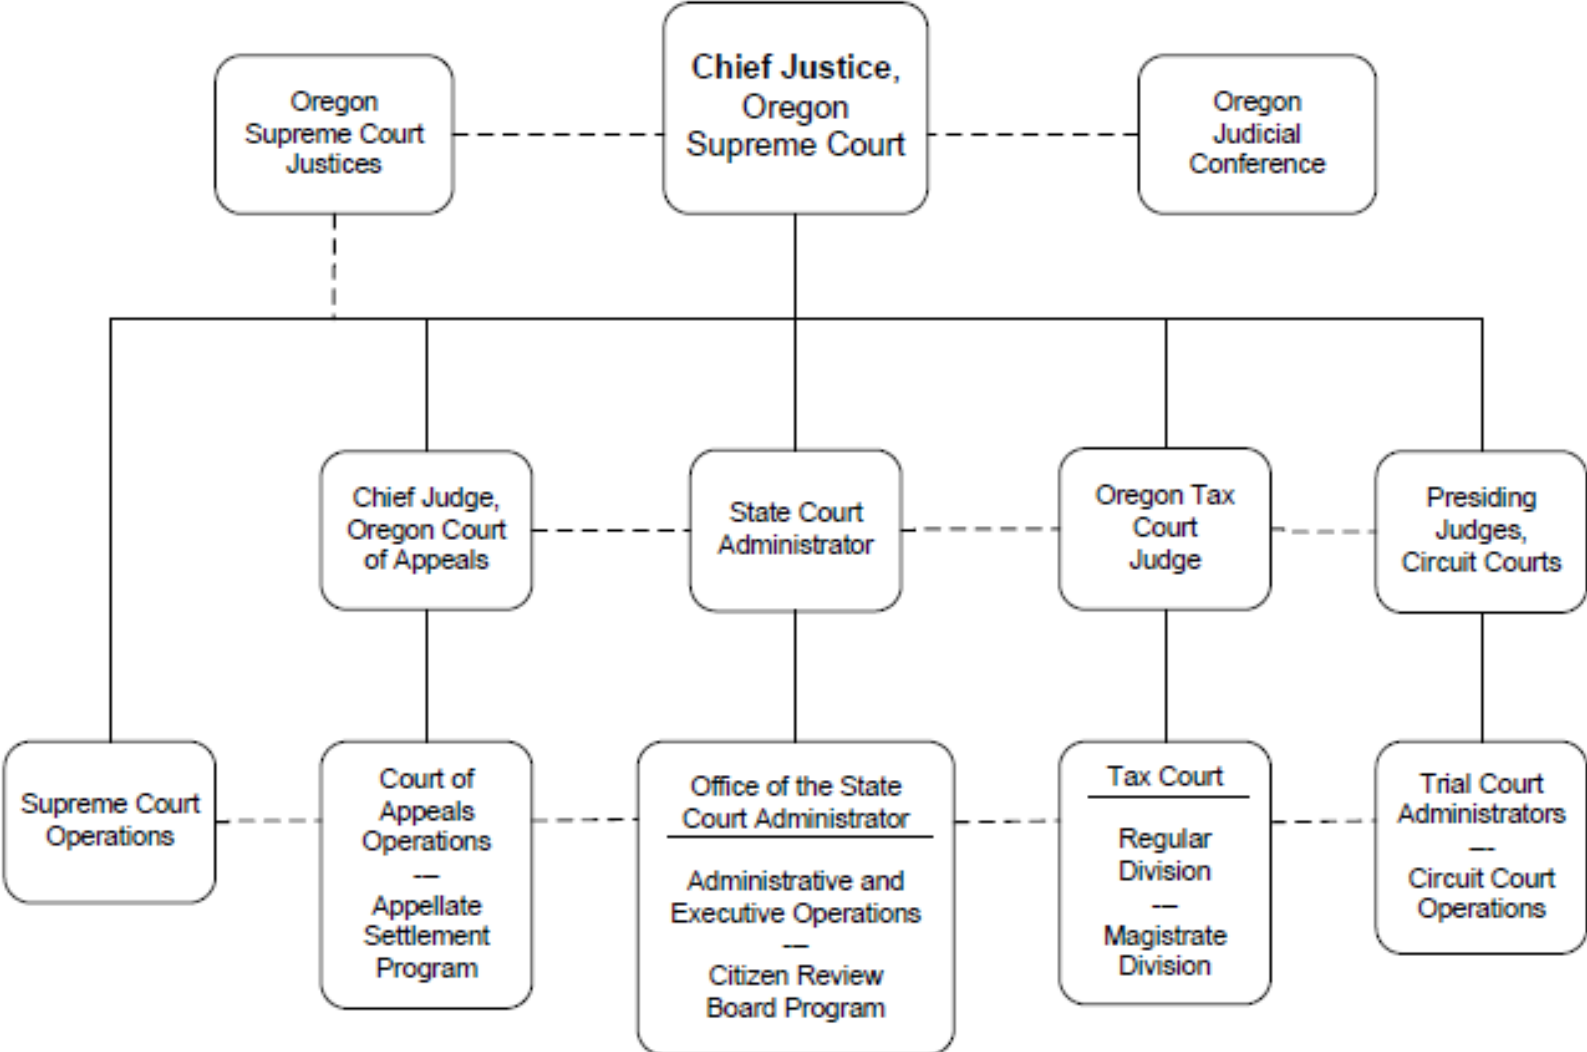 Chief Justice,
Oregon
Supreme Court
Oregon
Supreme Court
Justices
Oregon
Judicial
Conference
Chief Judge,
Oregon Court
of Appeals
State Court
Administrator
Oregon Tax
Court
Judge
Presiding
Judges,
Circuit Courts
Supreme Court
Operations
Court of
Appeals
Operations
---
Appellate
Settlement
Program
Office of the State
Court Administrator
Administrative and
Executive Operations
---
Citizen Review
Board Program
Tax Court
Regular
Division
---
Magistrate
Division
Trial Court
Administrators
---
Circuit Court
Operations